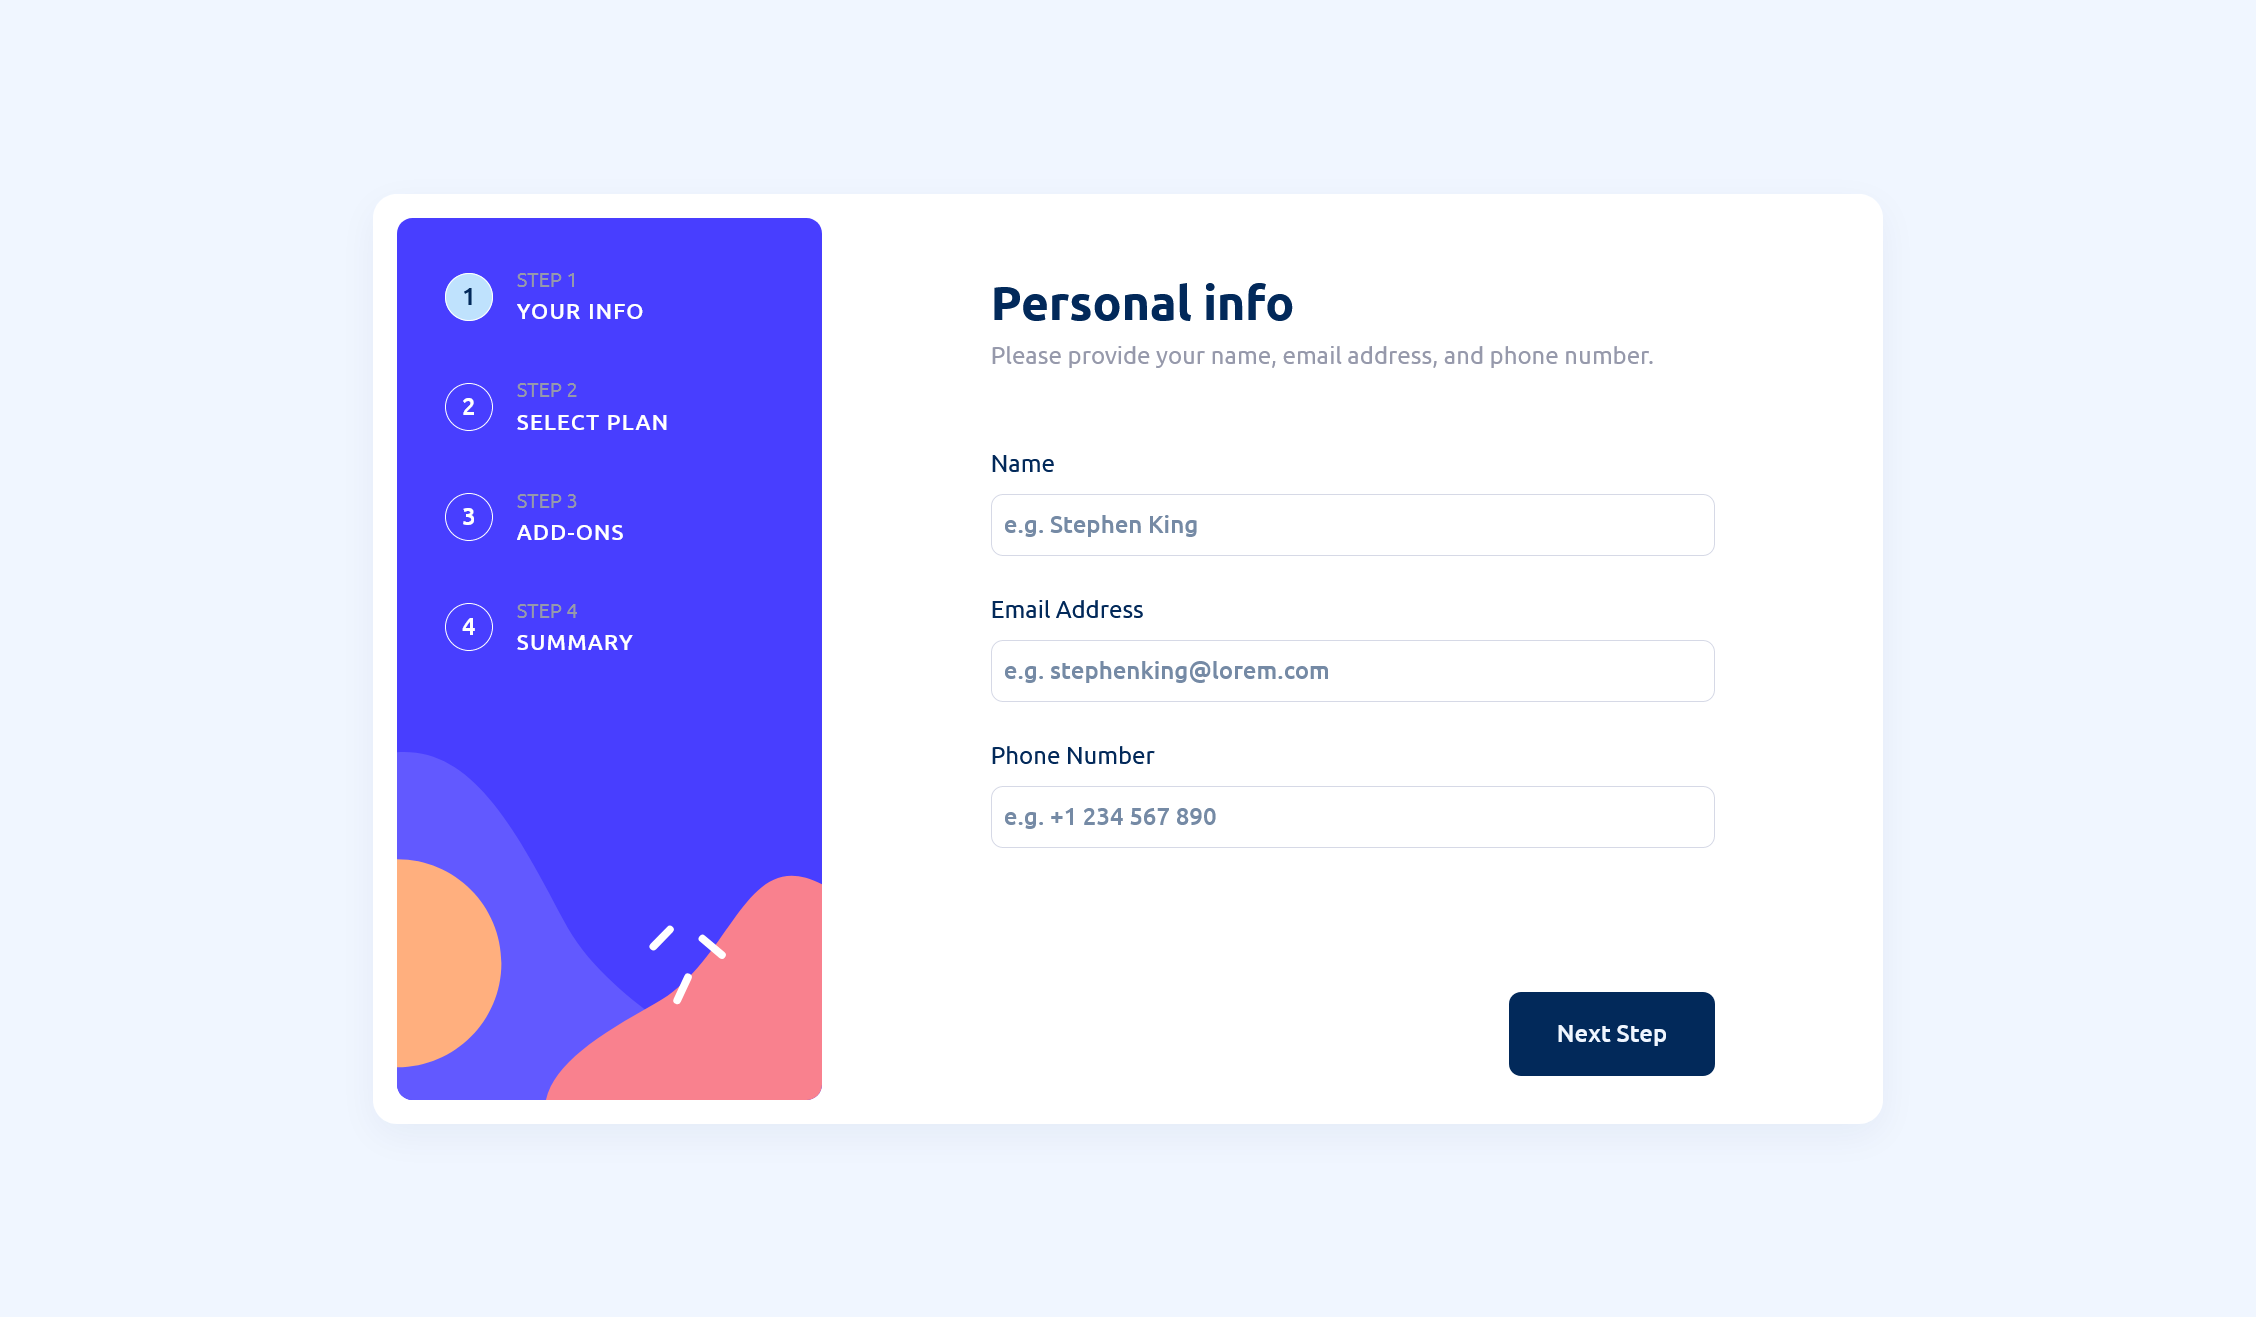 1
STEP 1
YOUR INFO
2
STEP 2
SELECT PLAN
3
STEP 3
ADD-ONS
4
STEP 4
SUMMARY
Personal info
Please provide your name, email address, and phone number.
Name
e.g. Stephen King
Email Address
e.g. stephenking@lorem.com
Phone Number
e.g. +1 234 567 890
Next Step